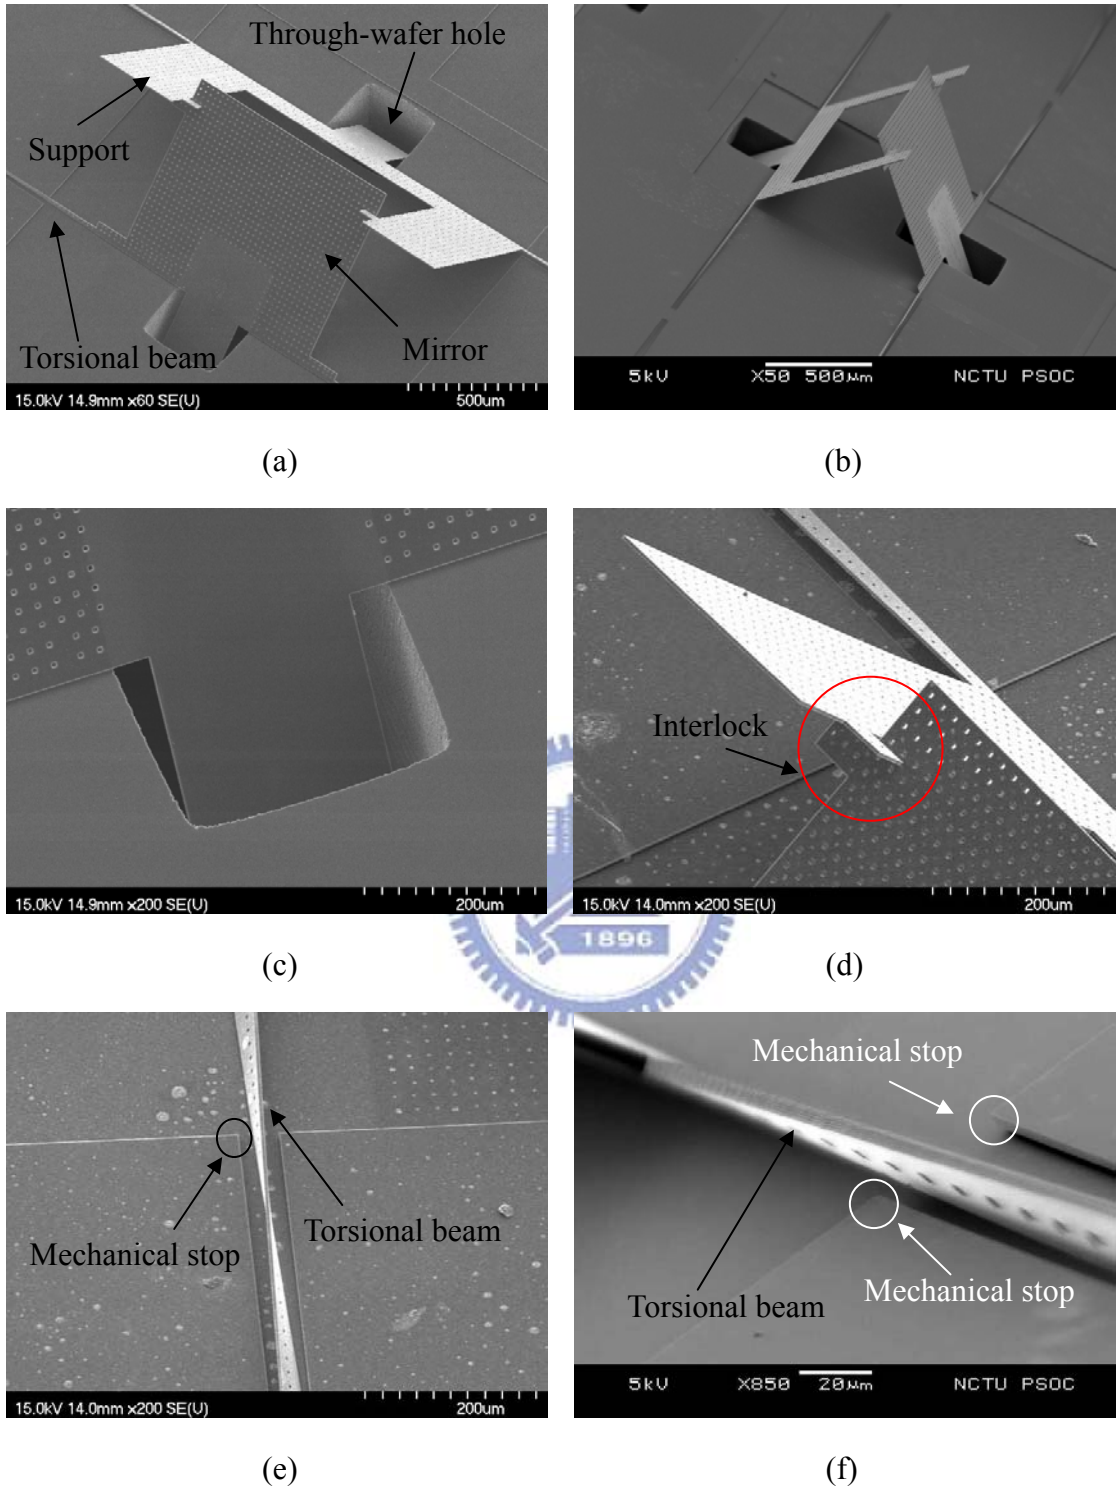 Through-wafer hole
Support
Torsional beam
Mirror
15.0kV 14.9mm x60 SE(U) 500um
5kV X50 500µm NCTU PSOC
(a)
(b)
Interlock
15.0kV 14.9mm x200 SE(U) 200um
15.0kV 14.0mm x200 SE(U) 200um
(c)
1896
(d)
Mechanical stop
Torsional beam
15.0kV 14.0mm x200 SE(U) 200um
Mechanical stop
Mechanical stop
Torsional beam
5kV X850 20µm NCTU PSOC
(e)
(f)